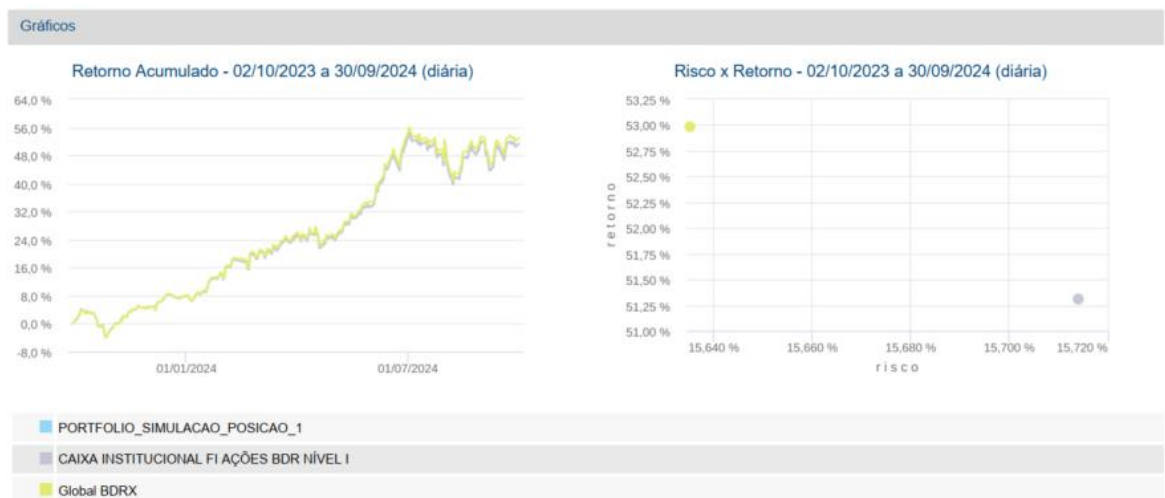 Gráficos
Retorno Acumulado - 02/10/2023 a 30/09/2024 (diária)
64,0 %
56,0 %
48,0 %
40,0 %
32,0 %
24,0 %
16,0 %
8,0 %
0,0 %
-8,0 %
01/01/2024 01/07/2024
Risco x Retorno - 02/10/2023 a 30/09/2024 (diária)
53,25 %
53,00 %
52,75 %
52,50 %
52,25 %
52,00 %
51,75 %
51,50 %
51,25 %
51,00 %
retorno
15,640 % 15,660 % 15,680 % 15,700 % 15,720 %
risco
PORTFOLIO_SIMULACAO_POSICAO_1
CAIXA INSTITUCIONAL FI AÇÕES BDR NÍVEL I
Global BDRX